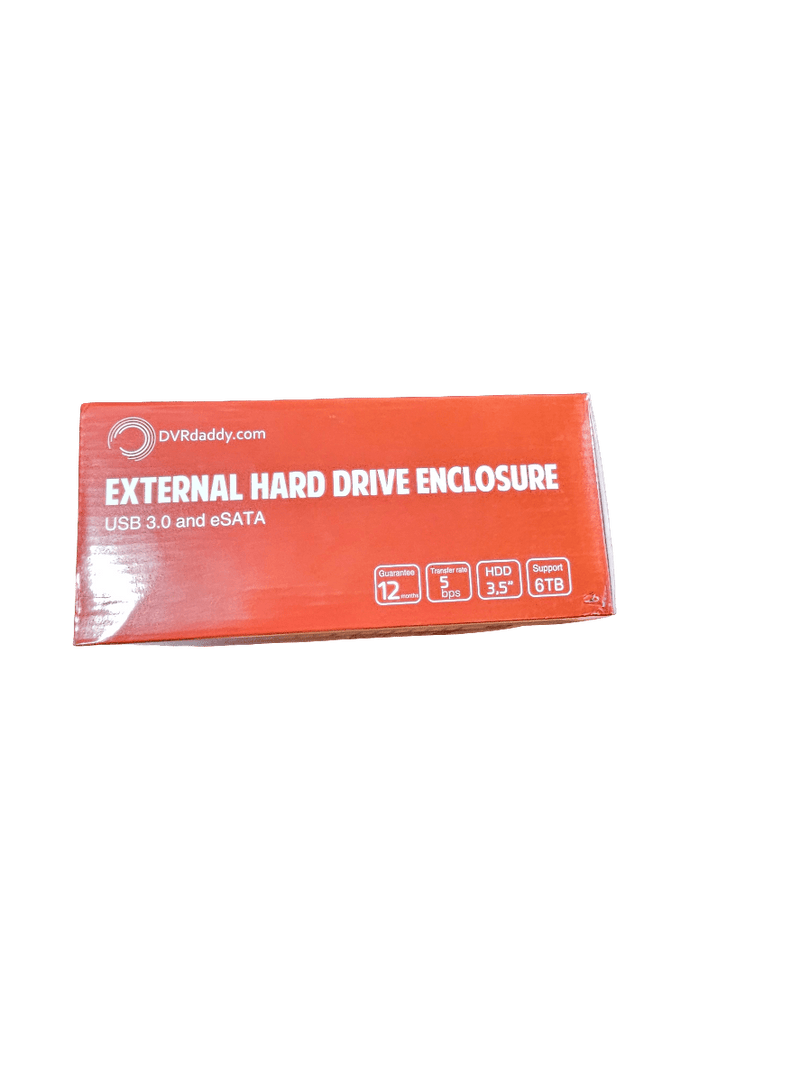 DVRdaddy.com
EXTERNAL HARD DRIVE ENCLOSURE
USB 3.0 and eSATA
Guarantee
12 months
Transfer rate
5
bps
HDD
3,5"
Support
6TB